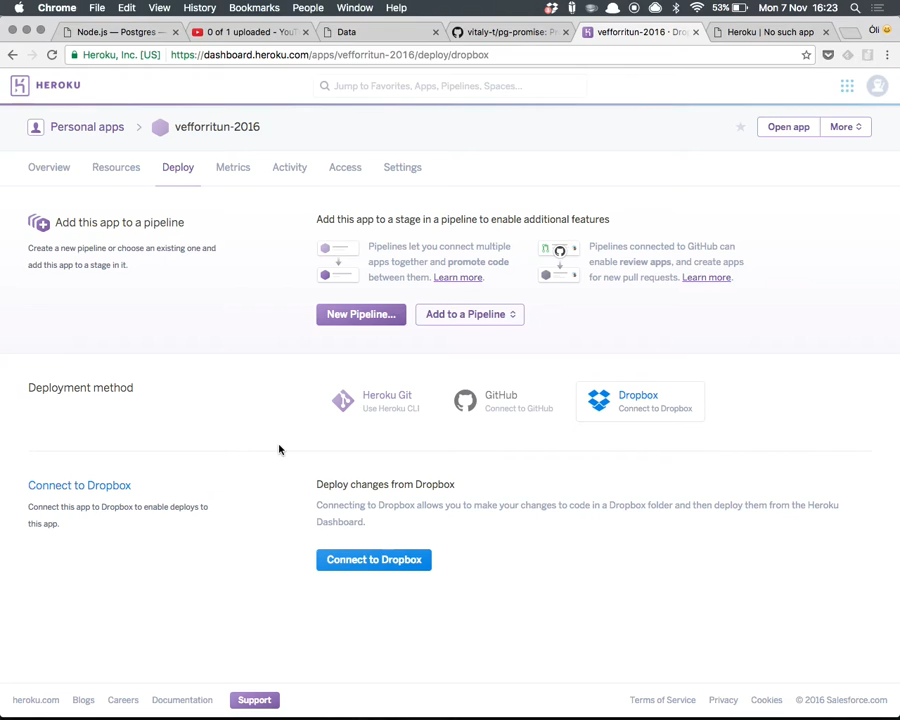 Chrome File Edit View History Bookmarks People Window Help 53% Mon 7 Nov 16:23
Node.js — Postgres – 0 of 1 uploaded - YouT Data vitaly-t/pg-promise: P vefforritun-2016 · Dro Heroku | No such app Óli
Heroku, Inc. [US] https://dashboard.heroku.com/apps/vefforritun-2016/deploy/dropbox
HEROKU Jump to Favorites, Apps, Pipelines, Spaces...
Personal apps vefforritun-2016 Open app More
Overview Resources Deploy Metrics Activity Access Settings
Add this app to a pipeline
Create a new pipeline or choose an existing one and
add this app to a stage in it.
Add this app to a stage in a pipeline to enable additional features
Pipelines let you connect multiple
apps together and promote code
between them. Learn more.
Pipelines connected to GitHub can
enable review apps, and create apps
for new pull requests. Learn more.
New Pipeline... Add to a Pipeline
Deployment method
Heroku Git
Use Heroku CLI
GitHub
Connect to GitHub
Dropbox
Connect to Dropbox
Connect to Dropbox
Connect this app to Dropbox to enable deploys to
this app.
Deploy changes from Dropbox
Connecting to Dropbox allows you to make your changes to code in a Dropbox folder and then deploy them from the Heroku
Dashboard.
Connect to Dropbox
heroku.com Blogs Careers Documentation Support Terms of Service Privacy Cookies © 2016 Salesforce.com